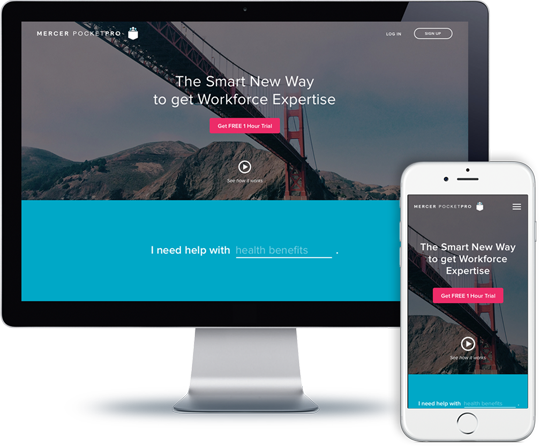 MERCER POCKETPRO
LOG IN
SIGN UP
The Smart New Way
to get Workforce Expertise
Get FREE 1 Hour Trial
See how it works
I need help with health benefits .
MERCER POCKETPRO
The Smart New Way
to get Workforce
Expertise
Get FREE 1 Hour Trial
See how it works
I need help with health benefits .